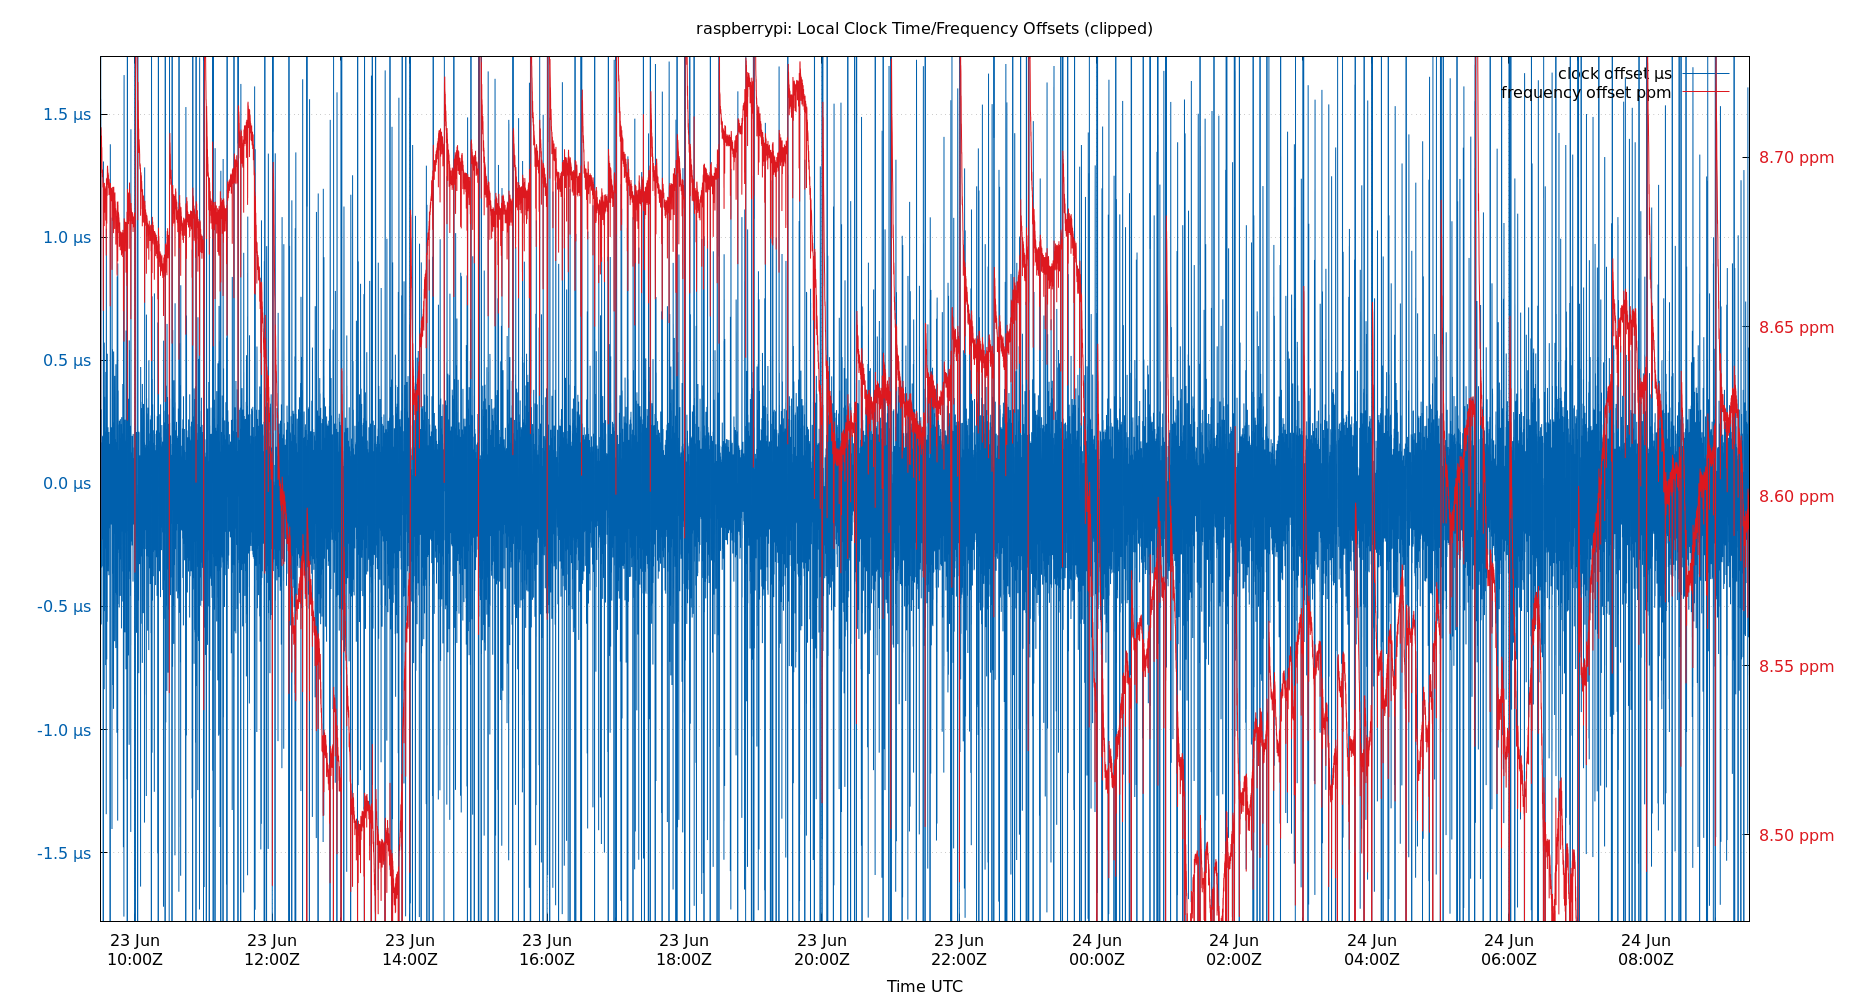 raspberrypi: Local Clock Time/Frequency Offsets (clipped)
clock offset µs
frequency offset ppm
1.5 µs
1.0 µs
0.5 µs
0.0 µs
-0.5 µs
-1.0 µs
-1.5 µs
8.70 ppm
8.65 ppm
8.60 ppm
8.55 ppm
8.50 ppm
23 Jun
10:00Z
23 Jun
12:00Z
23 Jun
14:00Z
23 Jun
16:00Z
23 Jun
18:00Z
23 Jun
20:00Z
23 Jun
22:00Z
24 Jun
00:00Z
24 Jun
02:00Z
24 Jun
04:00Z
24 Jun
06:00Z
24 Jun
08:00Z
Time UTC